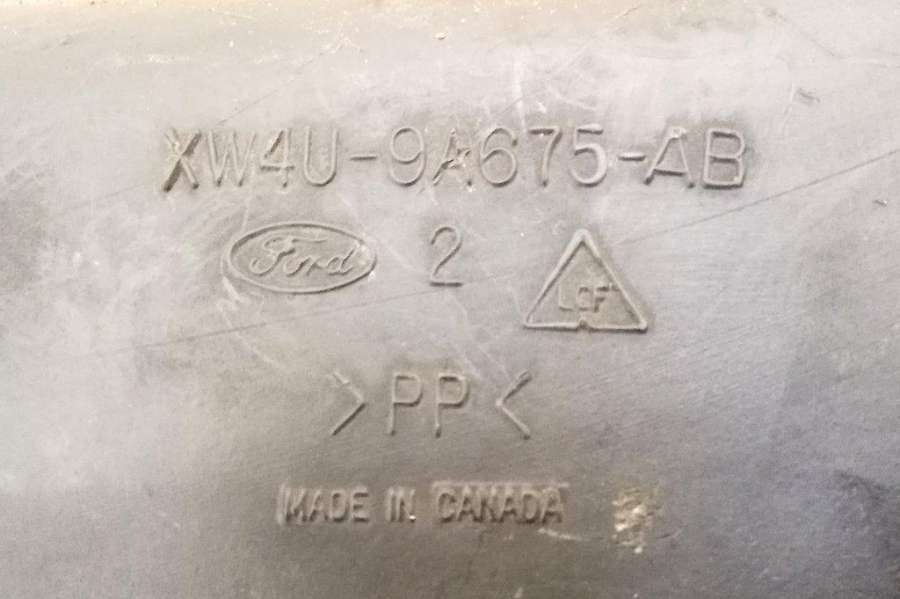 XW4U-9A675-AB
Ford 2 LCF
>PP<
MADE IN CANADA